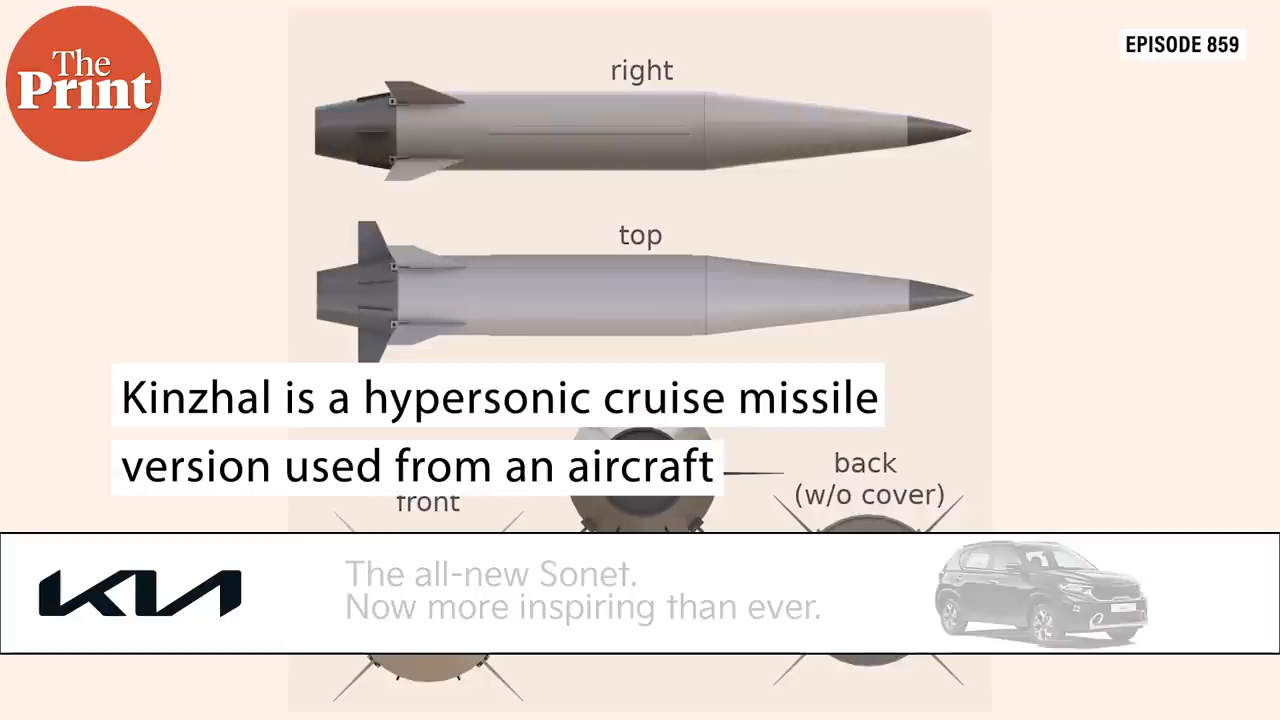 The
Print
EPISODE 859
right
top
Kinzhal is a hypersonic cruise missile
version used from an aircraft
back
(w/o cover)
front
KIA
The all-new Sonet.
Now more inspiring than ever.